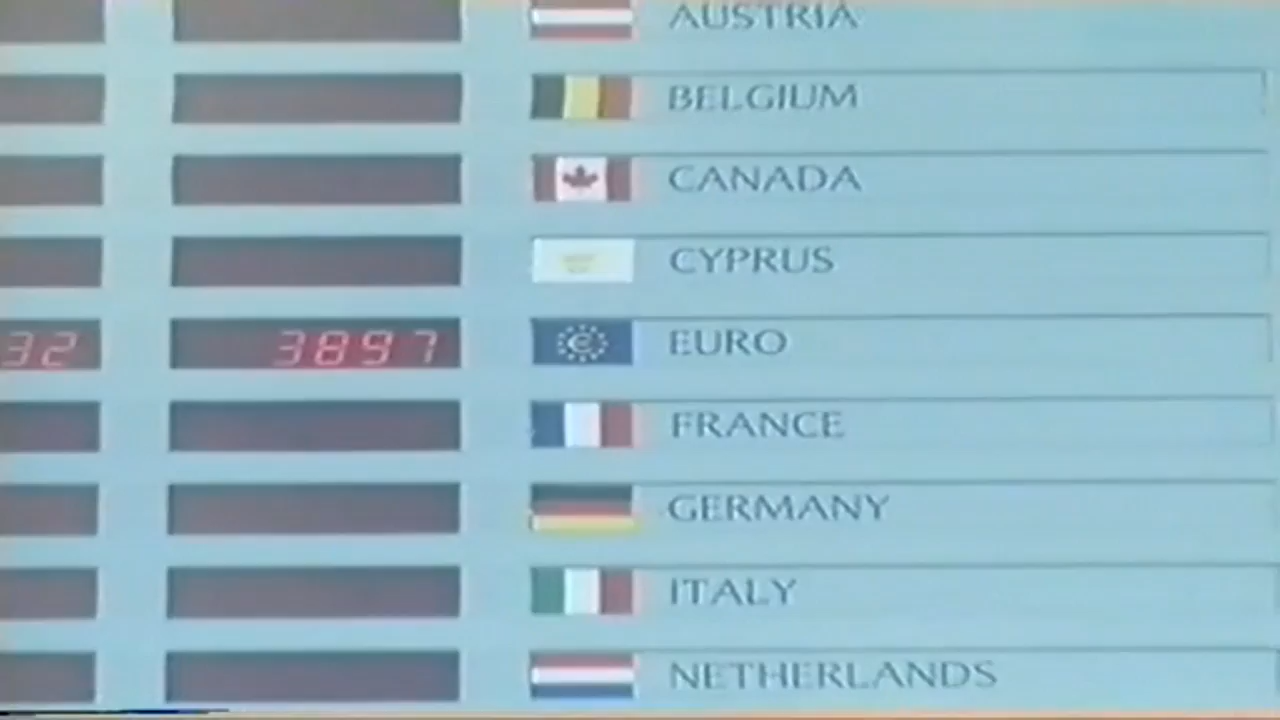 AUSTRIA
BELGIUM
CANADA
CYPRUS
32 3897 EURO
FRANCE
GERMANY
ITALY
NETHERLANDS